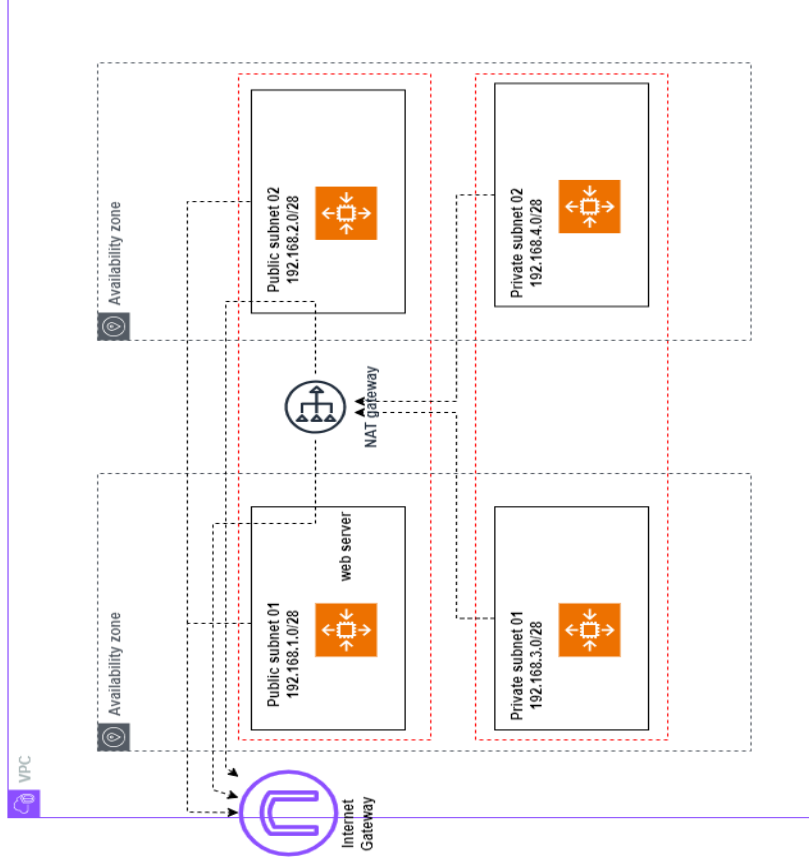 VPC
Availability zone
Availability zone
Public subnet 01
192.168.1.0/28
web server
Public subnet 02
192.168.2.0/28
Internet
Gateway
NAT gateway
Private subnet 01
192.168.3.0/28
Private subnet 02
192.168.4.0/28